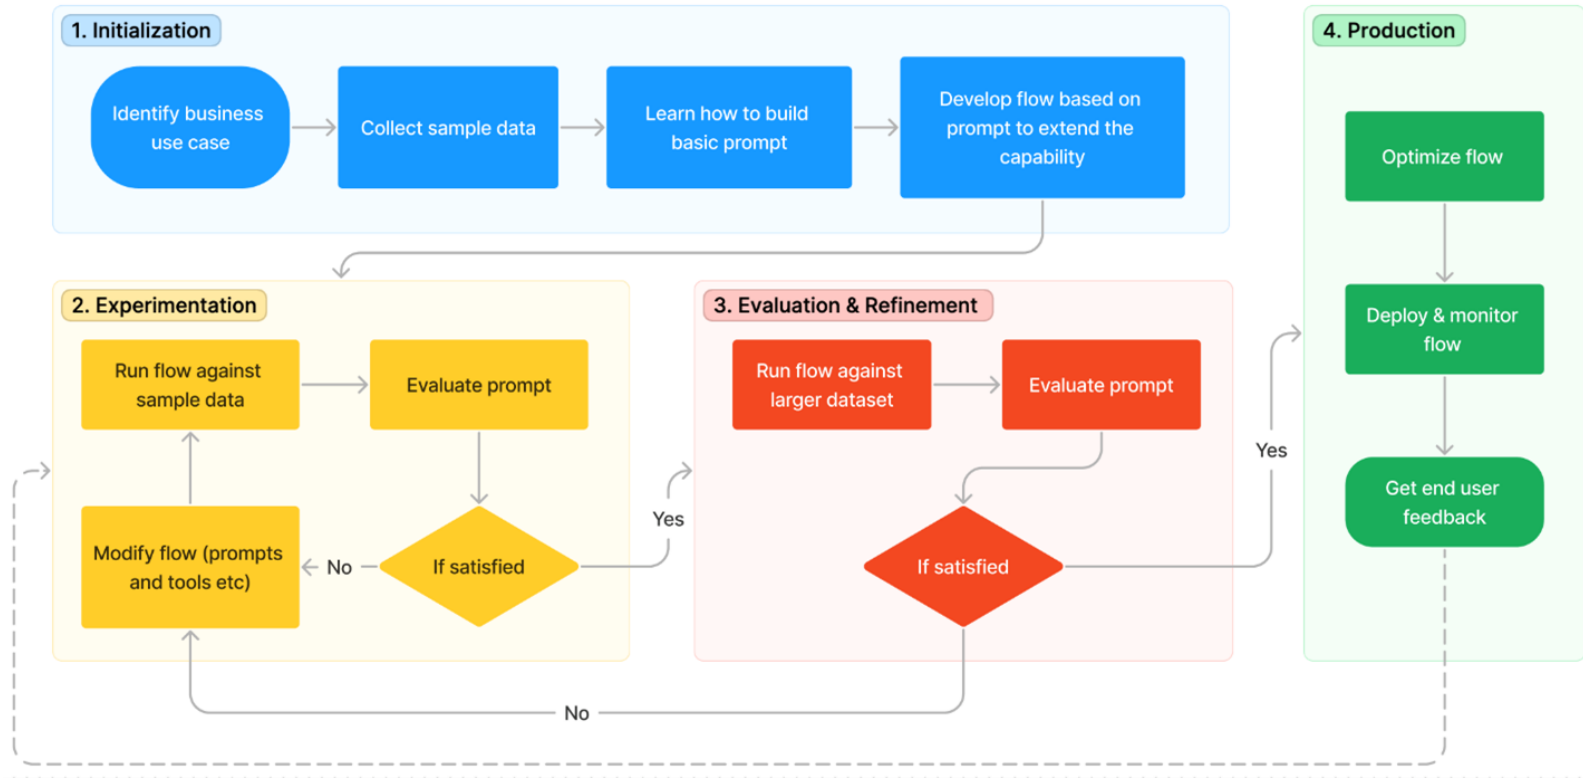 1. Initialization
Identify business
use case
Collect sample data
Learn how to build
basic prompt
Develop flow based on
prompt to extend the
capability
2. Experimentation
Run flow against
sample data
Evaluate prompt
Modify flow (prompts
and tools etc)
No
If satisfied
Yes
3. Evaluation & Refinement
Run flow against
larger dataset
Evaluate prompt
If satisfied
No
Yes
4. Production
Optimize flow
Deploy & monitor
flow
Get end user
feedback